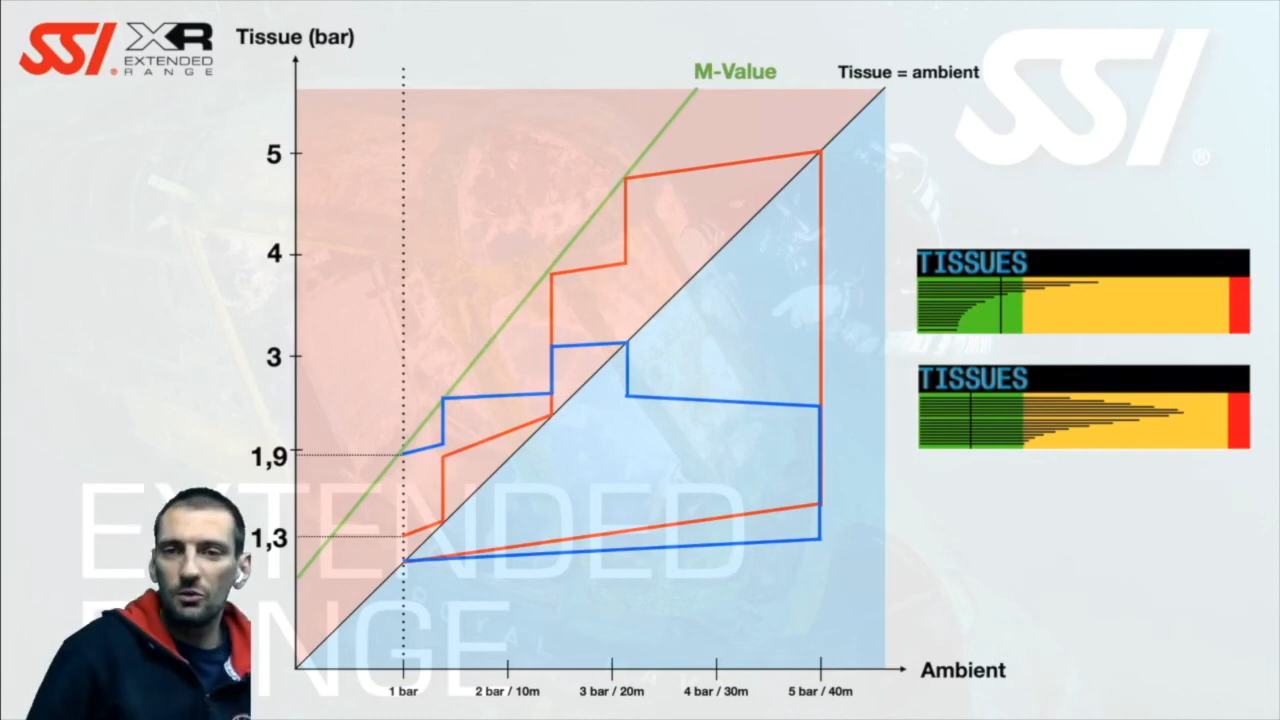 SSI
®
XR
EXTENDED
RANGE
Tissue (bar)
M-Value
Tissue = ambient
SSI
®
5
4
3
1,9
1,3
TISSUES
TISSUES
EXTENDED
RANGE
Ambient
1 bar
2 bar / 10m
3 bar / 20m
4 bar / 30m
5 bar / 40m